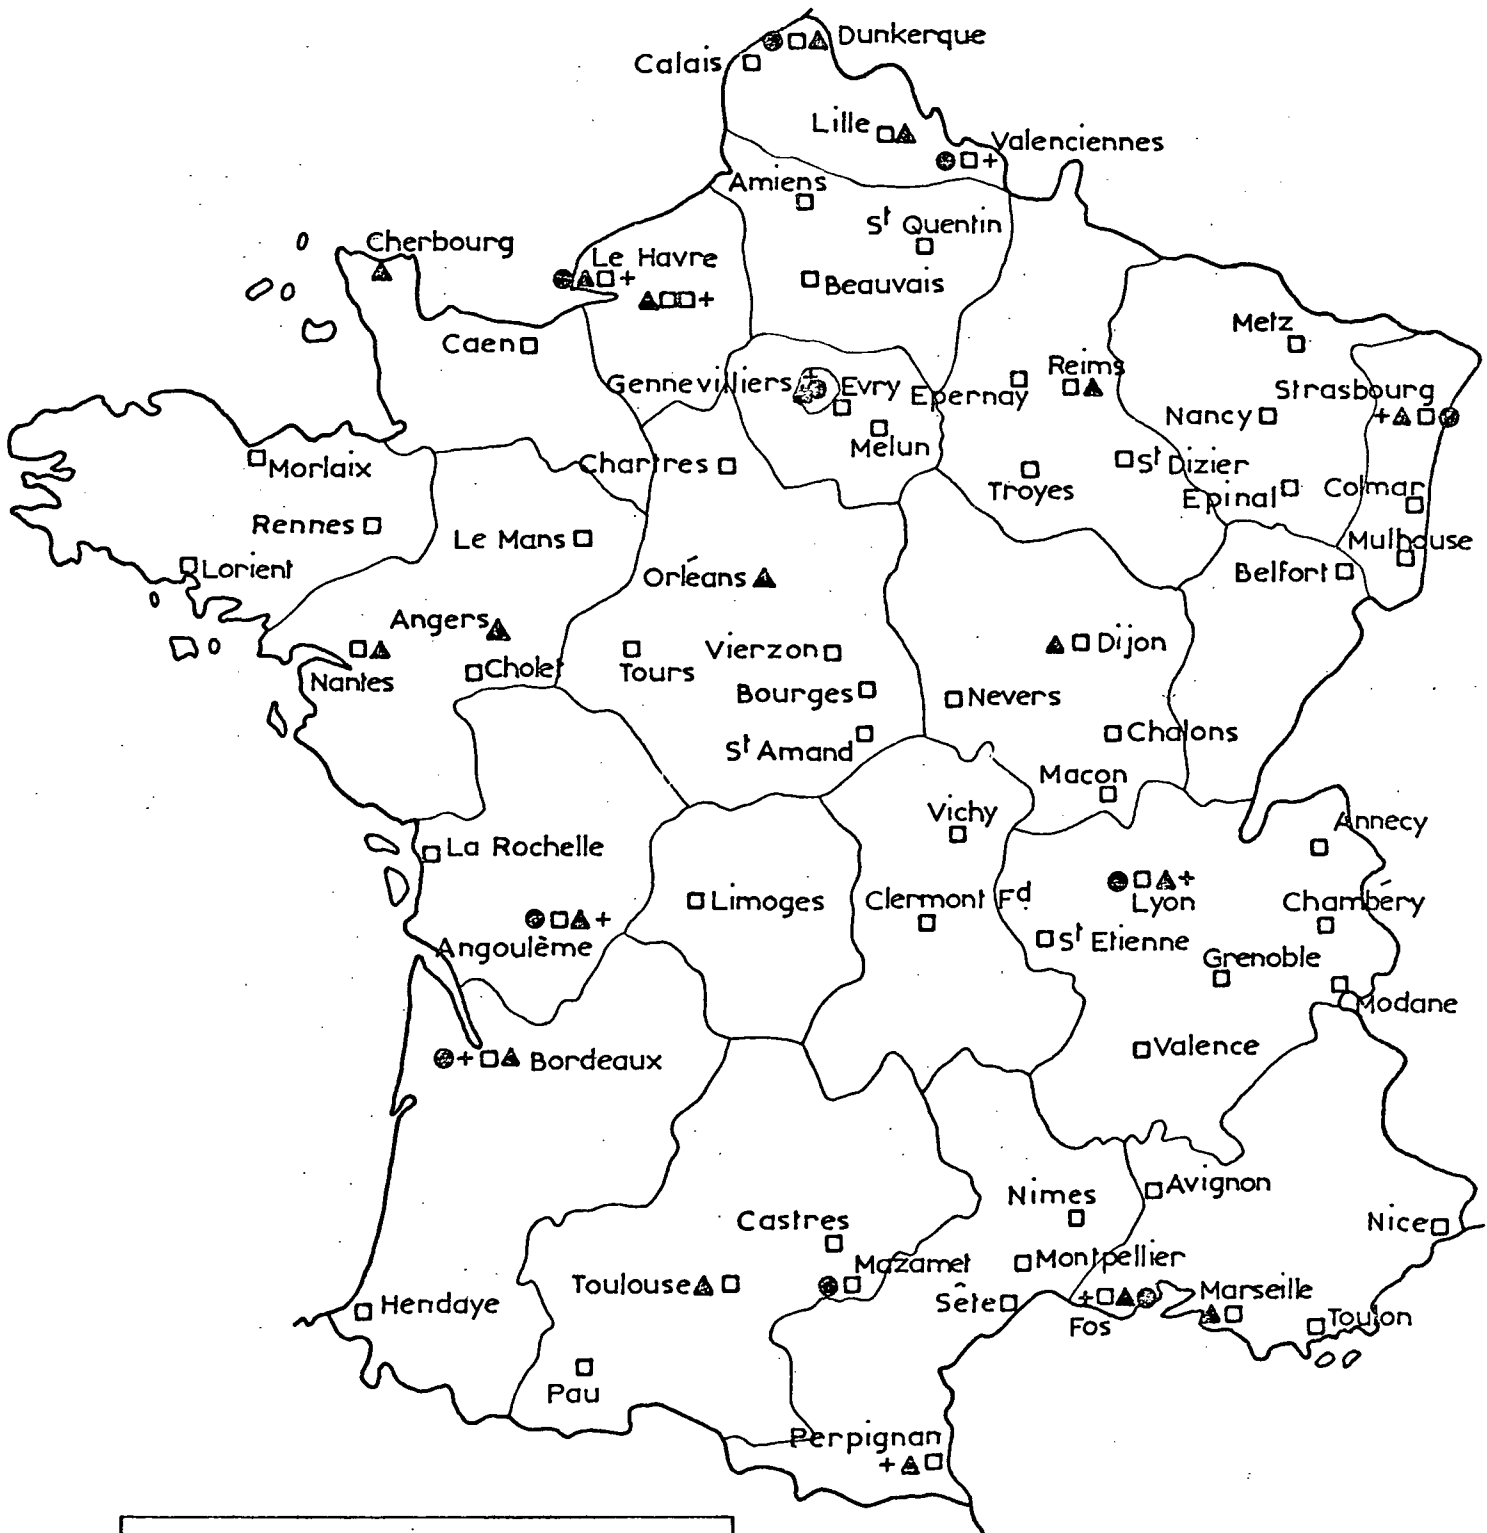 Dunkerque
Calais
Lille
Valenciennes
Amiens
St Quentin
Cherbourg
Le Havre
Beauvais
Metz
Caen
Reims
Gennevilliers
Evry
Epernay
Strasbourg
Nancy
Melun
Morlaix
Chartres
St Dizier
Troyes
Epinal
Colmar
Rennes
Le Mans
Mulhouse
Lorient
Orléans
Belfort
Angers
Vierzon
Dijon
Cholet
Tours
Nantes
Bourges
Nevers
St Amand
Chalons
Macon
Vichy
Annecy
La Rochelle
Limoges
Clermont Fd
Lyon
Chambéry
Angoulème
St Etienne
Grenoble
Modane
Bordeaux
Valence
Avignon
Nimes
Castres
Nice
Montpellier
Mazamet
Toulouse
Marseille
Hendaye
Sête
Fos
Toulon
Pau
Perpignan